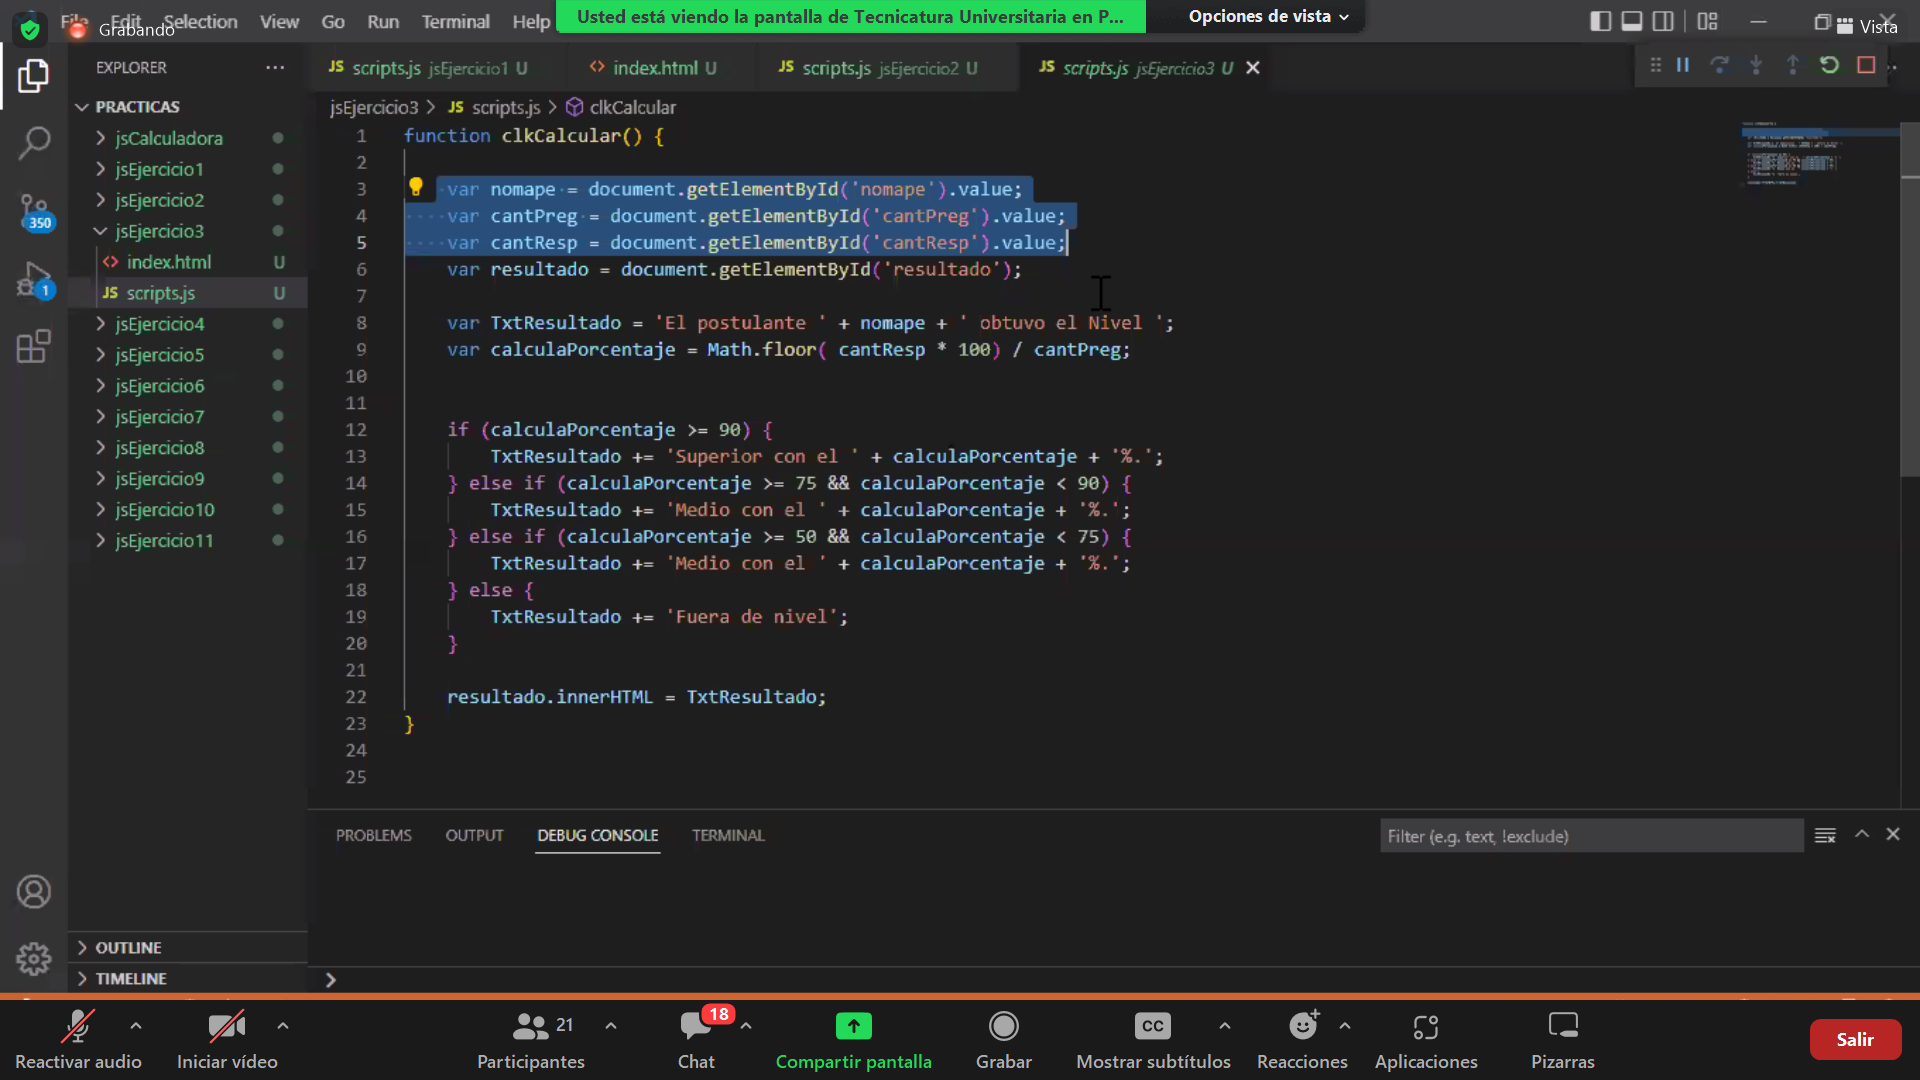 File Edit Selection View Go Run Terminal Help
Grabando
Usted está viendo la pantalla de Tecnicatura Universitaria en P...
Opciones de vista
Vista
EXPLORER
JS scripts.js jsEjercicio1 U
<> index.html U
JS scripts.js jsEjercicio2 U
JS scripts.js jsEjercicio3 U
PRACTICAS
jsCalculadora
jsEjercicio1
jsEjercicio2
jsEjercicio3
<> index.html U
JS scripts.js U
jsEjercicio4
jsEjercicio5
jsEjercicio6
jsEjercicio7
jsEjercicio8
jsEjercicio9
jsEjercicio10
jsEjercicio11
350
1
OUTLINE
TIMELINE
jsEjercicio3 > JS scripts.js > clkCalcular
1 function clkCalcular() {
2
3 var nomape = document.getElementById('nomape').value;
4 var cantPreg = document.getElementById('cantPreg').value;
5 var cantResp = document.getElementById('cantResp').value;
6 var resultado = document.getElementById('resultado');
7
8 var TxtResultado = 'El postulante ' + nomape + ' obtuvo el Nivel ';
9 var calculaPorcentaje = Math.floor( cantResp * 100) / cantPreg;
10
11
12 if (calculaPorcentaje >= 90) {
13 TxtResultado += 'Superior con el ' + calculaPorcentaje + '%.';
14 } else if (calculaPorcentaje >= 75 && calculaPorcentaje < 90) {
15 TxtResultado += 'Medio con el ' + calculaPorcentaje + '%.';
16 } else if (calculaPorcentaje >= 50 && calculaPorcentaje < 75) {
17 TxtResultado += 'Medio con el ' + calculaPorcentaje + '%.';
18 } else {
19 TxtResultado += 'Fuera de nivel';
20 }
21
22 resultado.innerHTML = TxtResultado;
23 }
24
25
PROBLEMS OUTPUT DEBUG CONSOLE TERMINAL
Filter (e.g. text, !exclude)
Reactivar audio
Iniciar vídeo
21
Participantes
18
Chat
Compartir pantalla
Grabar
CC
Mostrar subtítulos
Reacciones
Aplicaciones
Pizarras
Salir